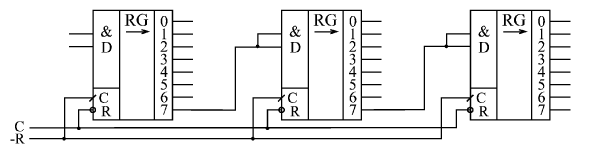 RG 0 RG 0 RG 0
& 1 & 1 & 1
D 2 D 2 D 2
3 3 3
4 4 4
5 5 5
C 6 C 6 C 6
R 7 R 7 R 7
C
-R